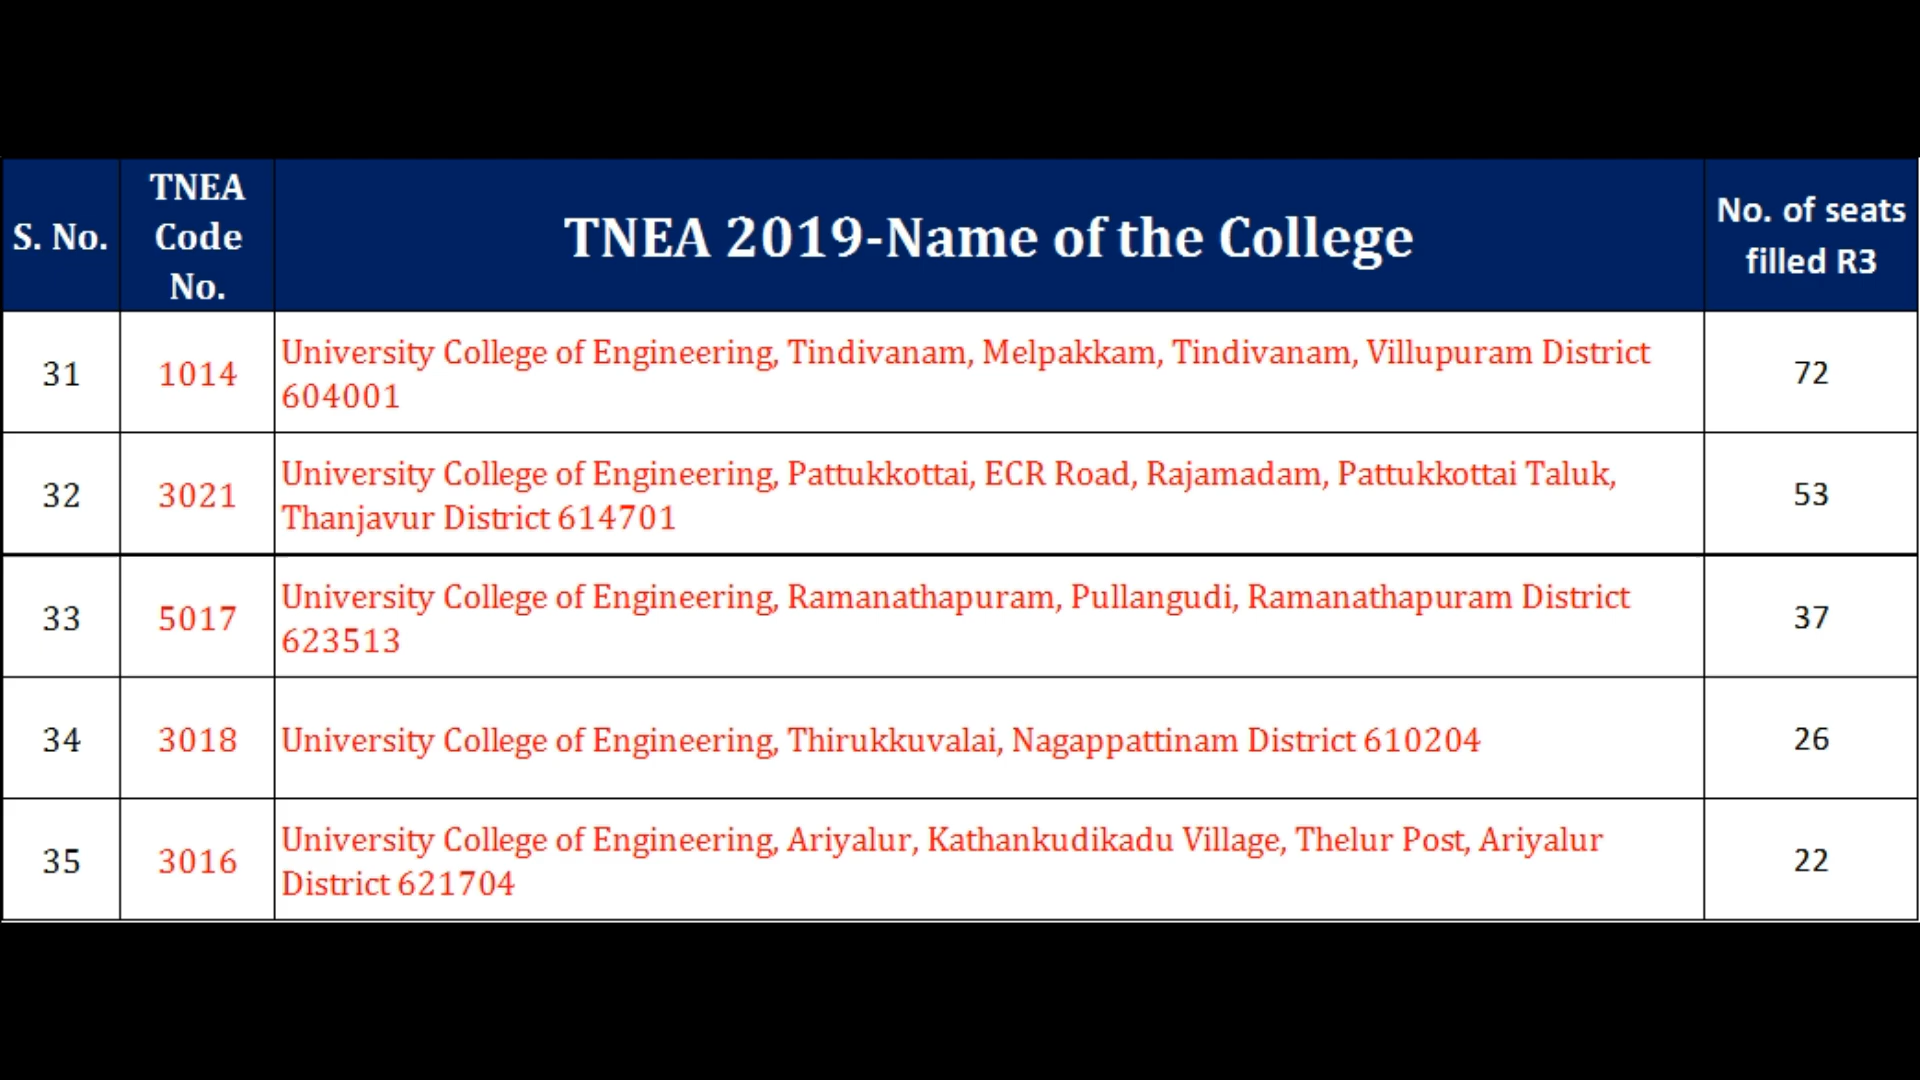 S. No.
TNEA
Code
No.
TNEA 2019-Name of the College
No. of seats
filled R3
31
1014
University College of Engineering, Tindivanam, Melpakkam, Tindivanam, Villupuram District
604001
72
32
3021
University College of Engineering, Pattukkottai, ECR Road, Rajamadam, Pattukkottai Taluk,
Thanjavur District 614701
53
33
5017
University College of Engineering, Ramanathapuram, Pullangudi, Ramanathapuram District
623513
37
34
3018
University College of Engineering, Thirukkuvalai, Nagappattinam District 610204
26
35
3016
University College of Engineering, Ariyalur, Kathankudikadu Village, Thelur Post, Ariyalur
District 621704
22